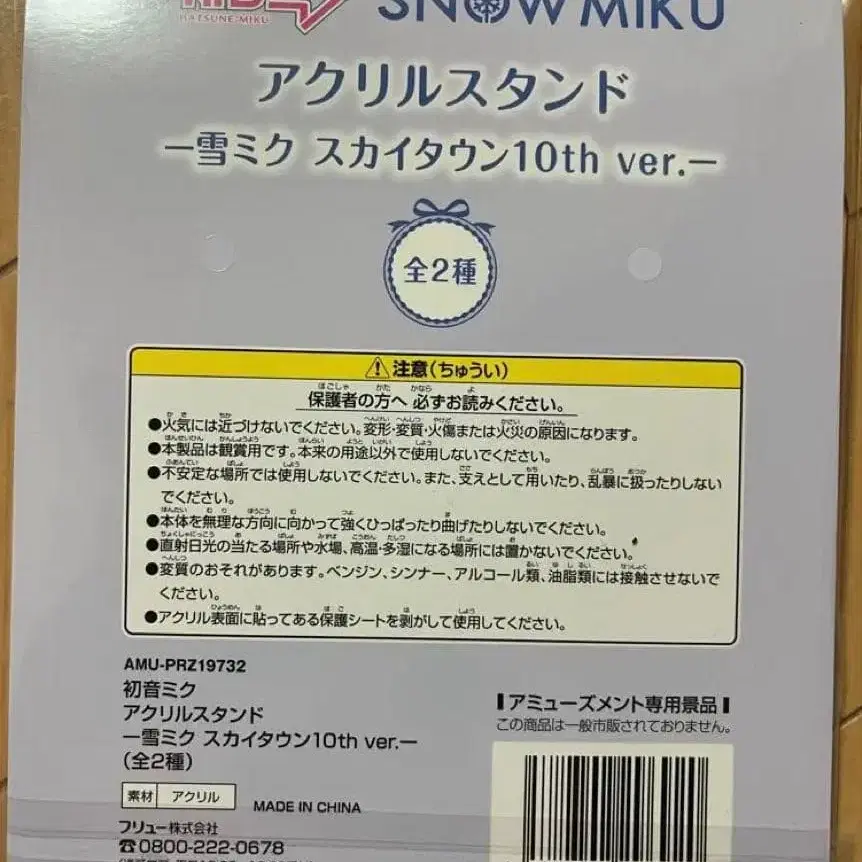 HATSUNE MIKU
SNOW MIKU
アクリルスタンド
ー雪ミク スカイタウン10th ver.ー
全2種
注意(ちゅうい)
保護者の方へ 必ずお読みください。
●火気には近づけないでください。変形・変質・火傷または火災の原因になります。
●本製品は観賞用です。本来の用途以外で使用しないでください。
●不安定な場所では使用しないでください。また、支えとして用いたり、乱暴に扱ったりしない
でください。
●本体を無理な方向に向かって強くひっぱったり曲げたりしないでください。
●直射日光の当たる場所や水場、高温・多湿になる場所には置かないでください。
●変質のおそれがあります。ベンジン、シンナー、アルコール類、油脂類には接触させないで
ください。
●アクリル表面に貼ってある保護シートを剥がして使用してください。
AMU-PRZ19732
初音ミク
アクリルスタンド
ー雪ミク スカイタウン10th ver.ー
(全2種)
素材 アクリル
MADE IN CHINA
フリュー株式会社
☎0800-222-0678
アミューズメント専用景品
この商品は一般市販されておりません。